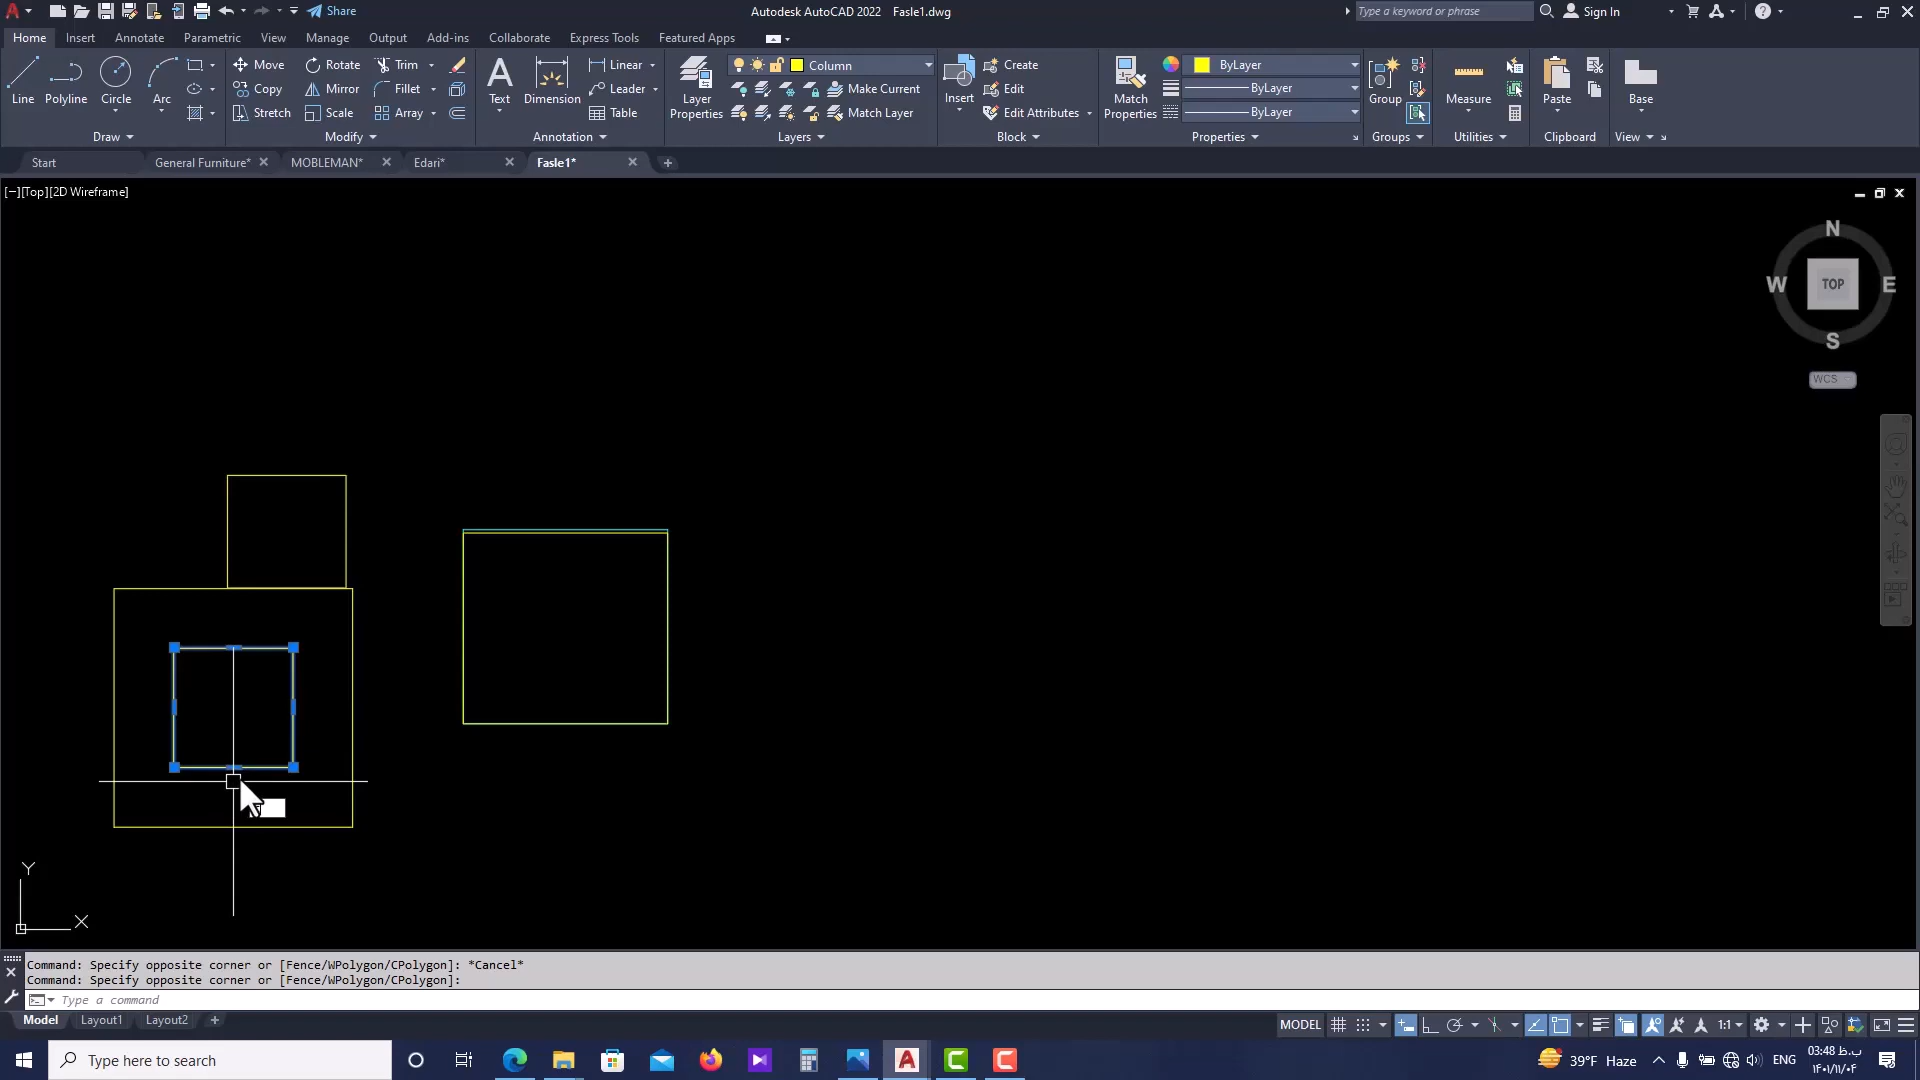 Share
Autodesk AutoCAD 2022 Fasle1.dwg
Type a keyword or phrase
Sign In
Home Insert Annotate Parametric View Manage Output Add-ins Collaborate Express Tools Featured Apps
Line Polyline Circle Arc
Move Rotate Trim
Copy Mirror Fillet
Stretch Scale Array
Text Dimension
Linear
Leader
Table
Layer Properties
Column
Make Current
Match Layer
Insert
Create
Edit
Edit Attributes
Match Properties
ByLayer
ByLayer
ByLayer
Group Measure Paste Base
Draw Modify Annotation Layers Block Properties Groups Utilities Clipboard View
Start General Furniture* MOBLEMAN* Edari* Fasle1*
[−][Top][2D Wireframe]
N
W TOP E
S
WCS
Y
X
Command: Specify opposite corner or [Fence/WPolygon/CPolygon]: *Cancel*
Command: Specify opposite corner or [Fence/WPolygon/CPolygon]:
Type a command
Model Layout1 Layout2
MODEL 1:1
Type here to search
39°F Haze
ENG
03:48 ب.ظ
۱۴۰۱/۱۱/۰۴